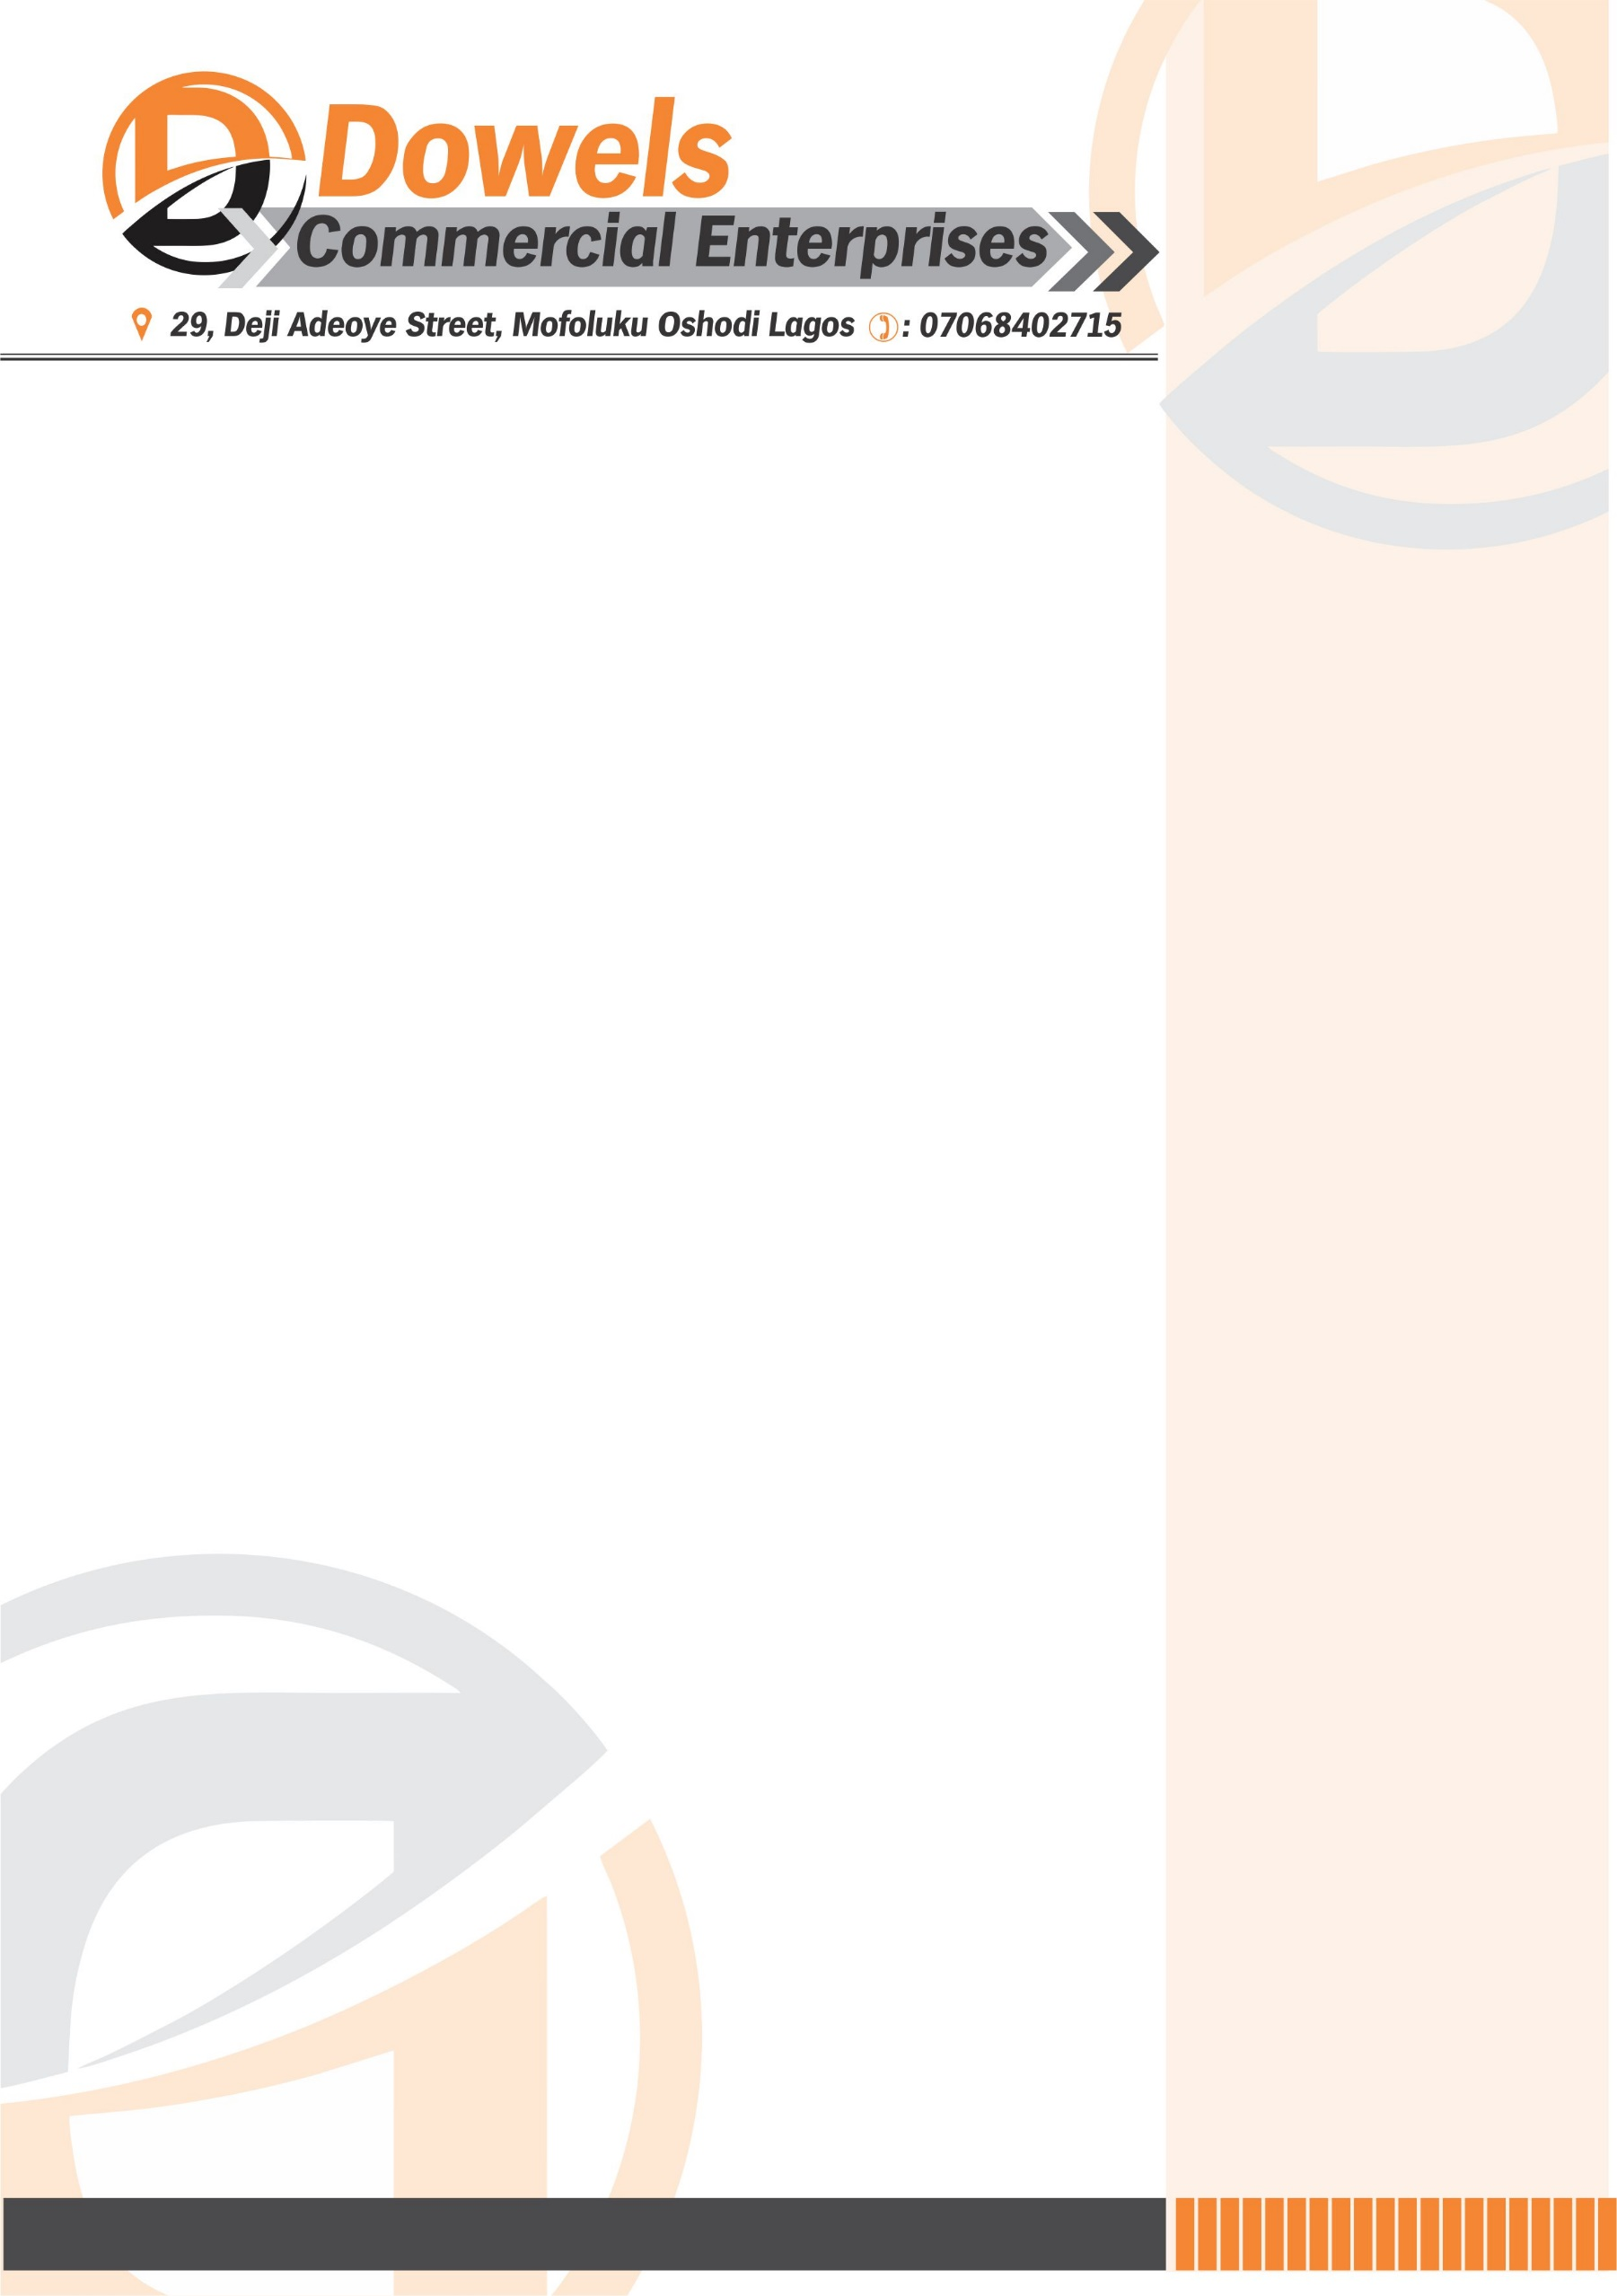 Dowels
Commercial Enterprises
29, Deji Adeoye Street, Mofoluku Oshodi Lagos : 07068402715